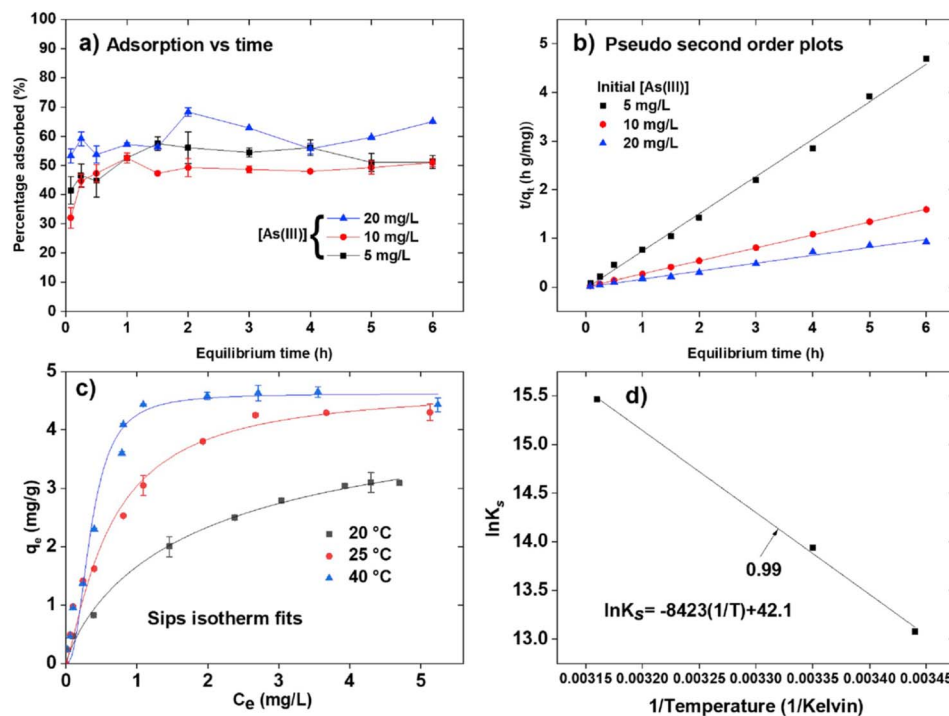 a) Adsorption vs time
Percentage adsorbed (%)
100
90
80
70
60
50
40
30
20
10
0
[As(III)] {
20 mg/L
10 mg/L
5 mg/L
0 1 2 3 4 5 6
Equilibrium time (h)
b) Pseudo second order plots
t/qt (h g/mg))
5
4
3
2
1
0
Initial [As(III)]
5 mg/L
10 mg/L
20 mg/L
0 1 2 3 4 5 6
Equilibrium time (h)
c)
qe (mg/g)
5
4
3
2
1
0
20 °C
25 °C
40 °C
Sips isotherm fits
0 1 2 3 4 5
Ce (mg/L)
d)
lnKs
15.5
15.0
14.5
14.0
13.5
13.0
0.99
lnKs= -8423(1/T)+42.1
0.00315 0.00320 0.00325 0.00330 0.00335 0.00340 0.00345
1/Temperature (1/Kelvin)